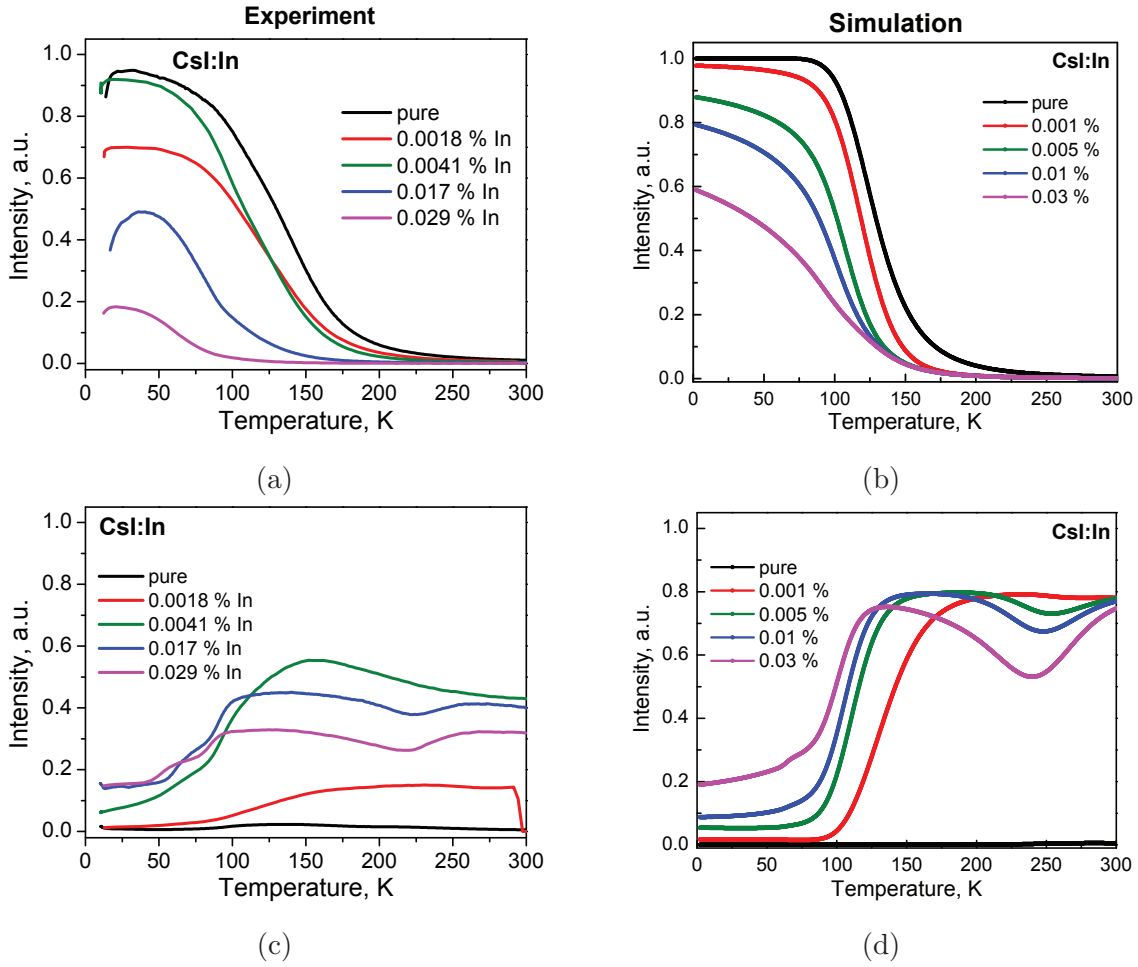 Experiment
CsI:In
pure
0.0018 % In
0.0041 % In
0.017 % In
0.029 % In
1.0
0.8
0.6
0.4
0.2
0.0
Intensity, a.u.
0 50 100 150 200 250 300
Temperature, K
(a)
Simulation
CsI:In
pure
0.001 %
0.005 %
0.01 %
0.03 %
1.0
0.8
0.6
0.4
0.2
0.0
Intensity, a.u.
0 50 100 150 200 250 300
Temperature, K
(b)
CsI:In
pure
0.0018 % In
0.0041 % In
0.017 % In
0.029 % In
1.0
0.8
0.6
0.4
0.2
0.0
Intensity, a.u.
0 50 100 150 200 250 300
Temperature, K
(c)
CsI:In
pure
0.001 %
0.005 %
0.01 %
0.03 %
1.0
0.8
0.6
0.4
0.2
0.0
Intensity, a.u.
0 50 100 150 200 250 300
Temperature, K
(d)